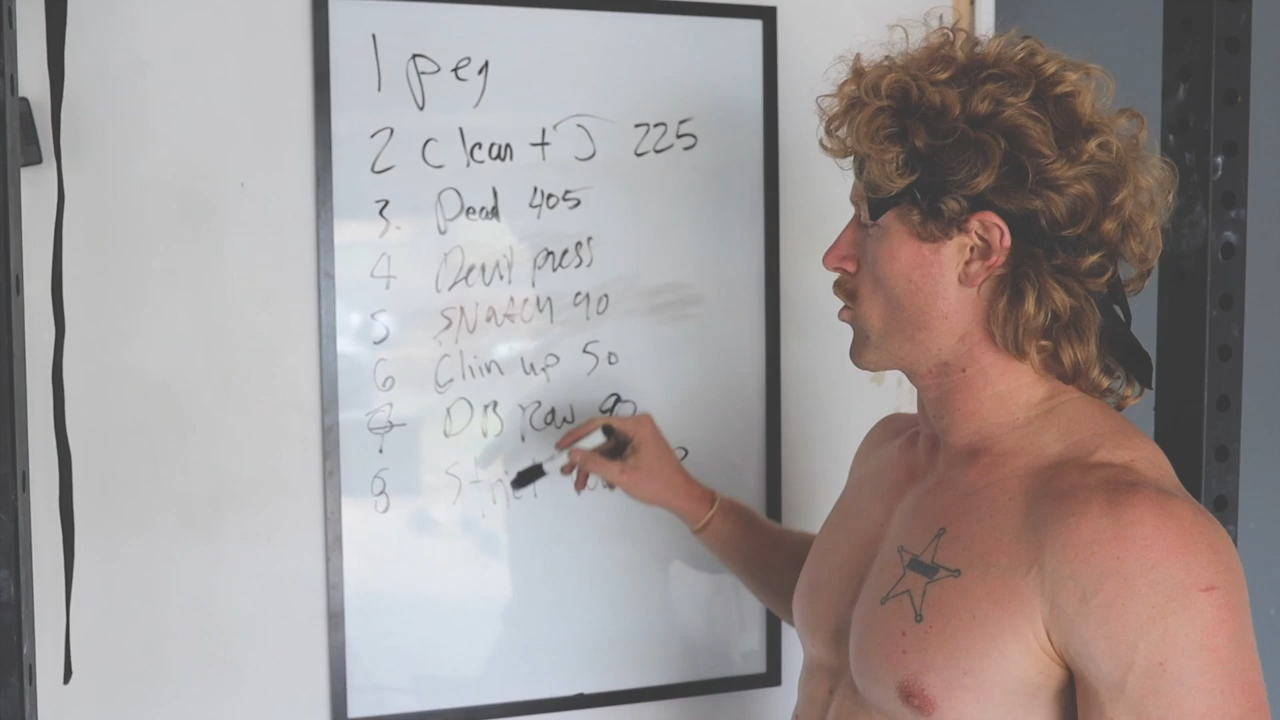 1 peg
2 Clean + J 225
3. Dead 405
4 Devil press
5 SNatcH 90
6 Chin up 50
7 DB Row 90
8 Strict